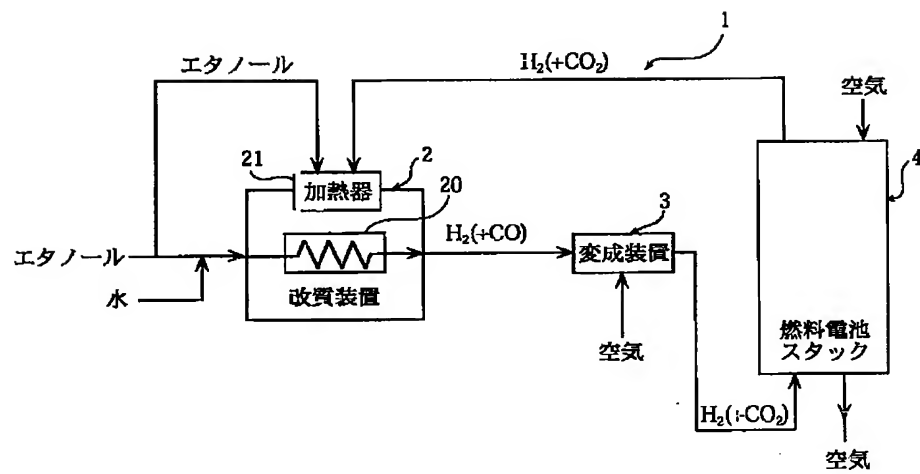 1
エタノール
H₂(+CO₂)
空気
21
加熱器
2
4
20
3
エタノール
H₂(+CO)
変成装置
水
改質装置
空気
燃料電池
スタック
H₂(+CO₂)
空気